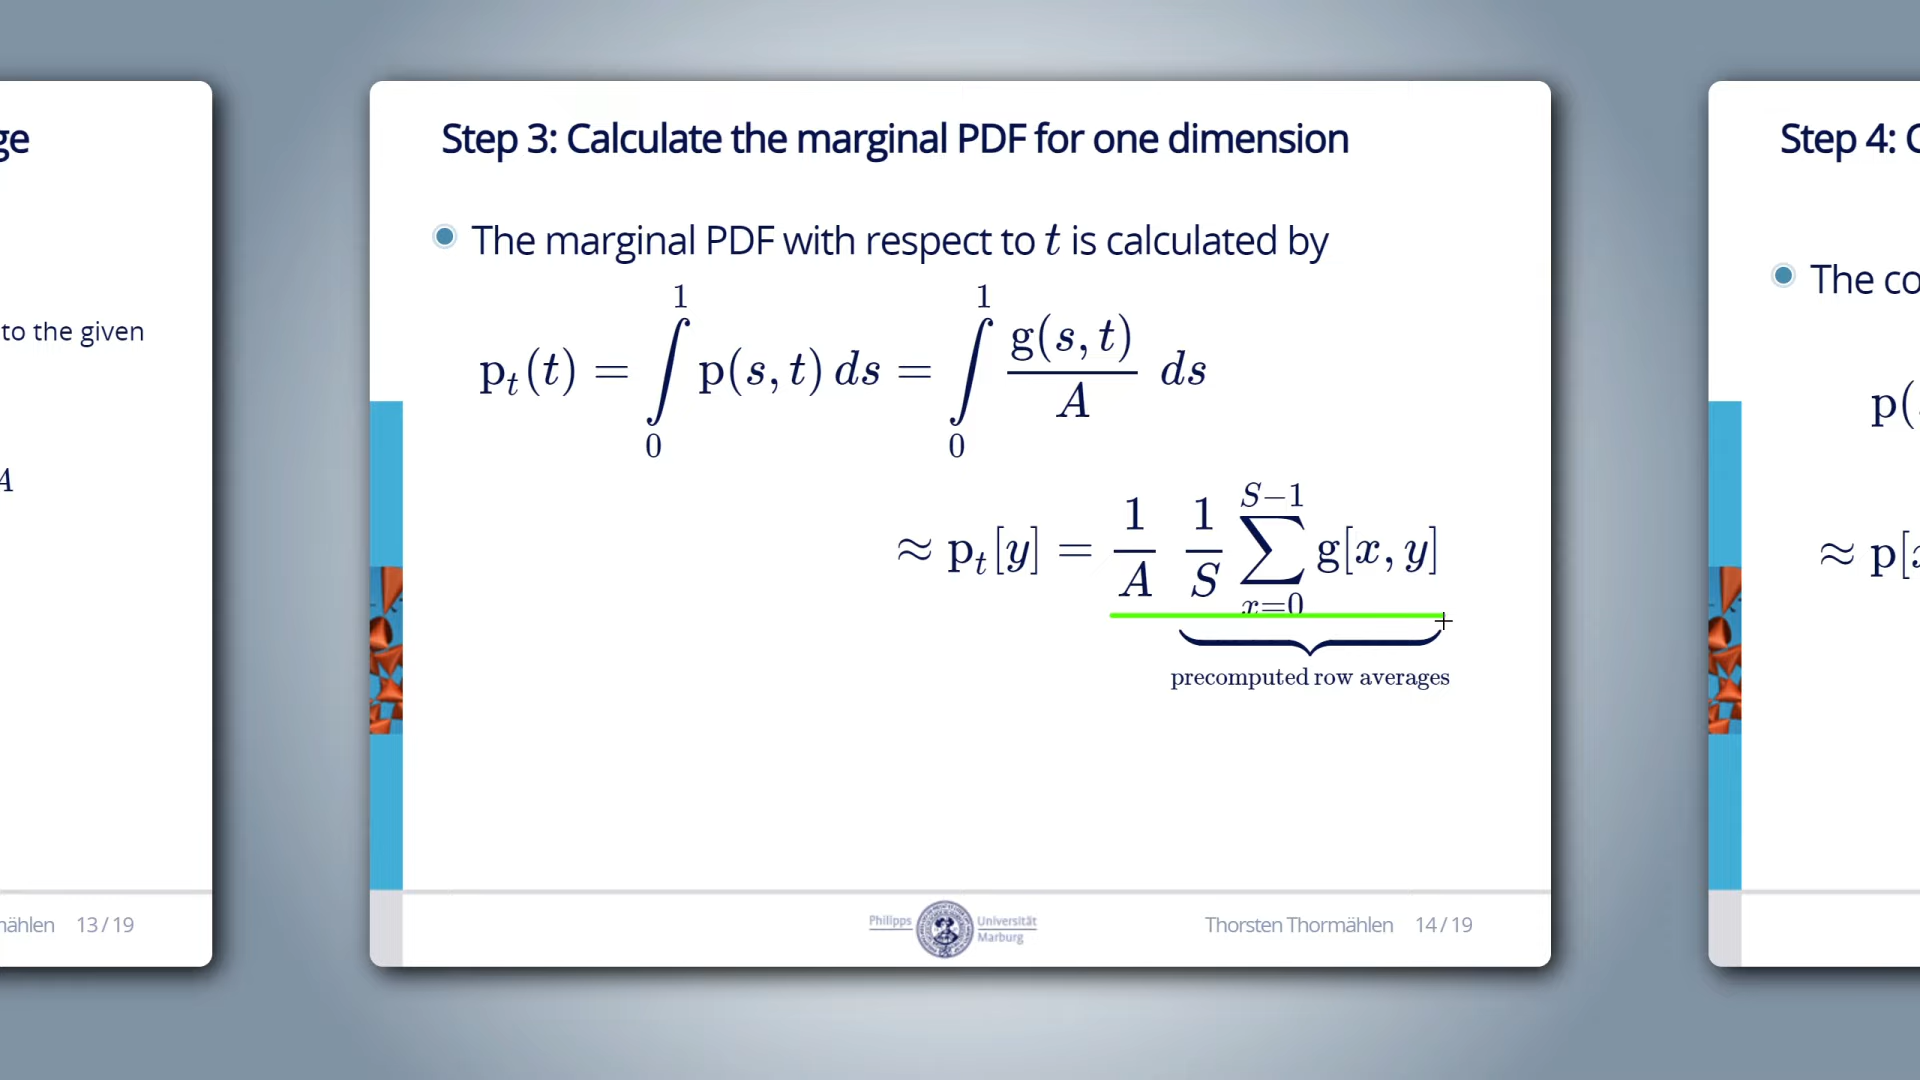 ge
to the given
A
mählen 13 / 19
Step 3: Calculate the marginal PDF for one dimension
The marginal PDF with respect to t is calculated by
p_t(t) = ∫_0^1 p(s, t) ds = ∫_0^1 g(s, t)/A ds
≈ p_t[y] = 1/A 1/S ∑_{x=0}^{S−1} g[x, y]
precomputed row averages
Philipps Universität
Marburg
Thorsten Thormählen 14 / 19
Step 4: C
The co
p(
≈ p[